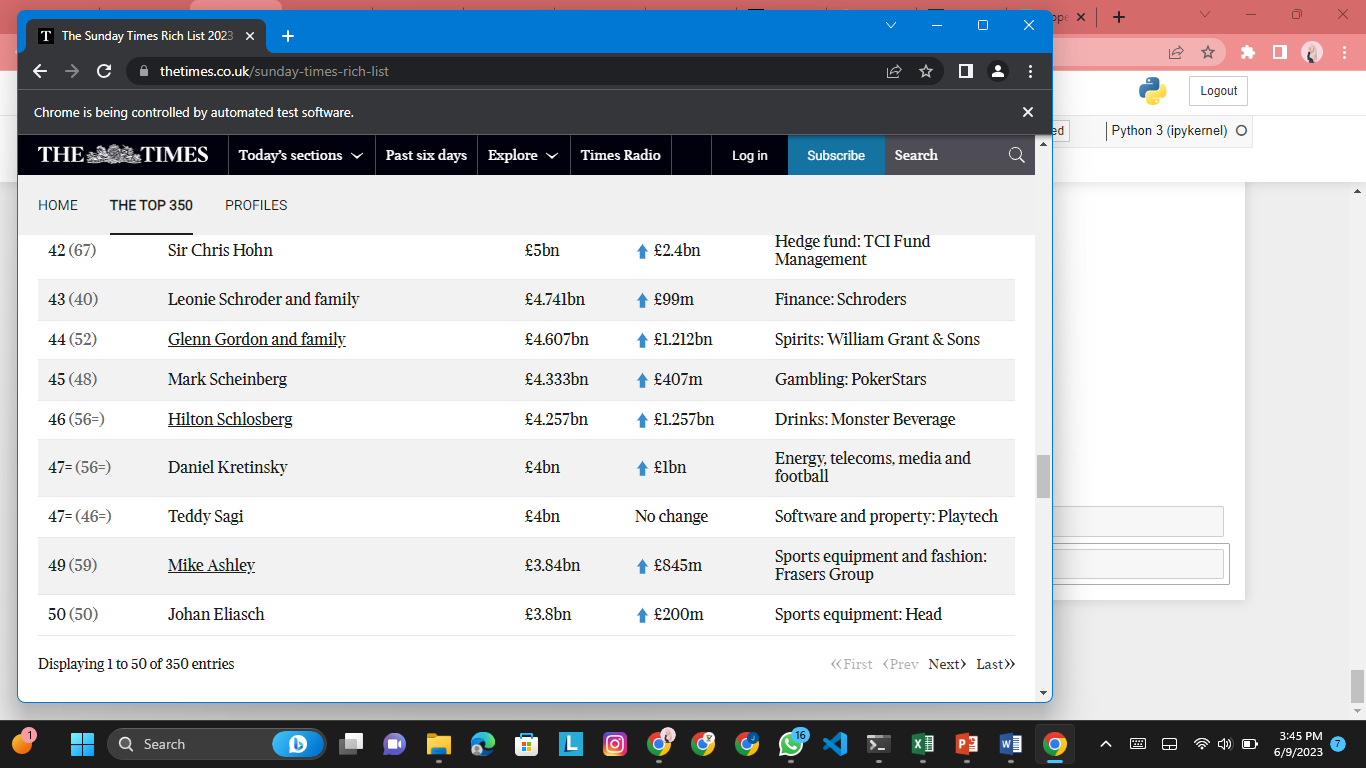 The Sunday Times Rich List 2023
thetimes.co.uk/sunday-times-rich-list
Chrome is being controlled by automated test software.
Logout
ed
Python 3 (ipykernel)
THE TIMES
Today's sections
Past six days
Explore
Times Radio
Log in
Subscribe
Search
HOME
THE TOP 350
PROFILES
42 (67) Sir Chris Hohn £5bn £2.4bn Hedge fund: TCI Fund
Management
43 (40) Leonie Schroder and family £4.741bn £99m Finance: Schroders
44 (52) Glenn Gordon and family £4.607bn £1.212bn Spirits: William Grant & Sons
45 (48) Mark Scheinberg £4.333bn £407m Gambling: PokerStars
46 (56=) Hilton Schlosberg £4.257bn £1.257bn Drinks: Monster Beverage
47= (56=) Daniel Kretinsky £4bn £1bn Energy, telecoms, media and
football
47= (46=) Teddy Sagi £4bn No change Software and property: Playtech
49 (59) Mike Ashley £3.84bn £845m Sports equipment and fashion:
Frasers Group
50 (50) Johan Eliasch £3.8bn £200m Sports equipment: Head
Displaying 1 to 50 of 350 entries
«First ‹Prev Next› Last»
1
Search
16
3:45 PM
6/9/2023
7